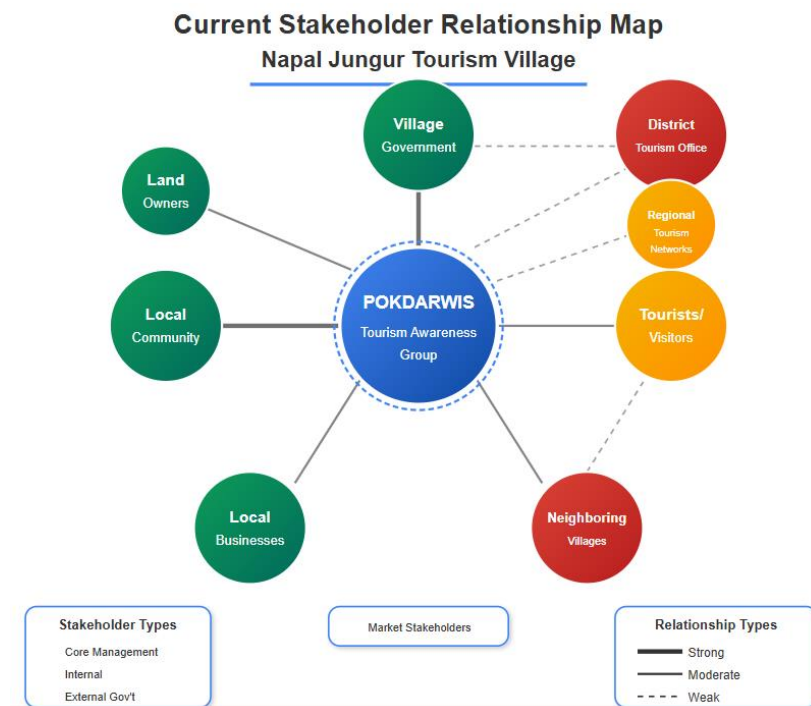 Current Stakeholder Relationship Map
Napal Jungur Tourism Village
Village
Government
District
Tourism Office
Land
Owners
Regional
Tourism
Networks
POKDARWIS
Tourism Awareness
Group
Local
Community
Tourists/
Visitors
Local
Businesses
Neighboring
Villages
Stakeholder Types
Core Management
Internal
External Gov't
Market Stakeholders
Relationship Types
Strong
Moderate
Weak